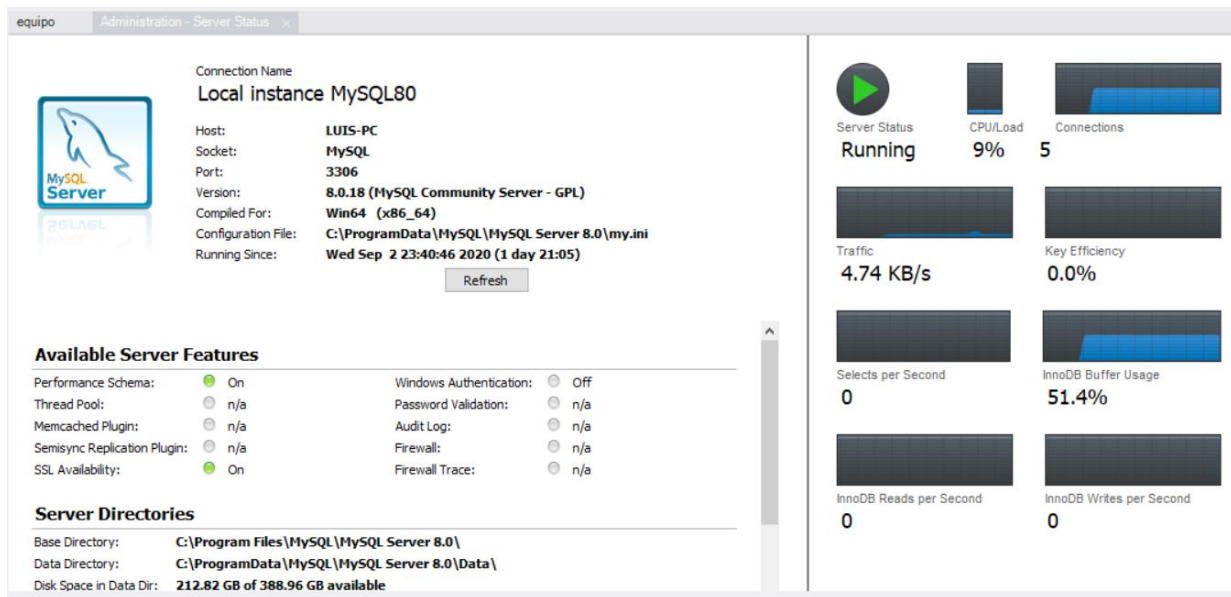 equipo Administration - Server Status ×
Connection Name
Local instance MySQL80
MySQL
Server
Host: LUIS-PC
Socket: MySQL
Port: 3306
Version: 8.0.18 (MySQL Community Server - GPL)
Compiled For: Win64 (x86_64)
Configuration File: C:\ProgramData\MySQL\MySQL Server 8.0\my.ini
Running Since: Wed Sep 2 23:40:46 2020 (1 day 21:05)
Refresh
Available Server Features
Performance Schema: On Windows Authentication: Off
Thread Pool: n/a Password Validation: n/a
Memcached Plugin: n/a Audit Log: n/a
Semisync Replication Plugin: n/a Firewall: n/a
SSL Availability: On Firewall Trace: n/a
Server Directories
Base Directory: C:\Program Files\MySQL\MySQL Server 8.0\
Data Directory: C:\ProgramData\MySQL\MySQL Server 8.0\Data\
Disk Space in Data Dir: 212.82 GB of 388.96 GB available
Server Status CPU/Load Connections
Running 9% 5
Traffic Key Efficiency
4.74 KB/s 0.0%
Selects per Second InnoDB Buffer Usage
0 51.4%
InnoDB Reads per Second InnoDB Writes per Second
0 0